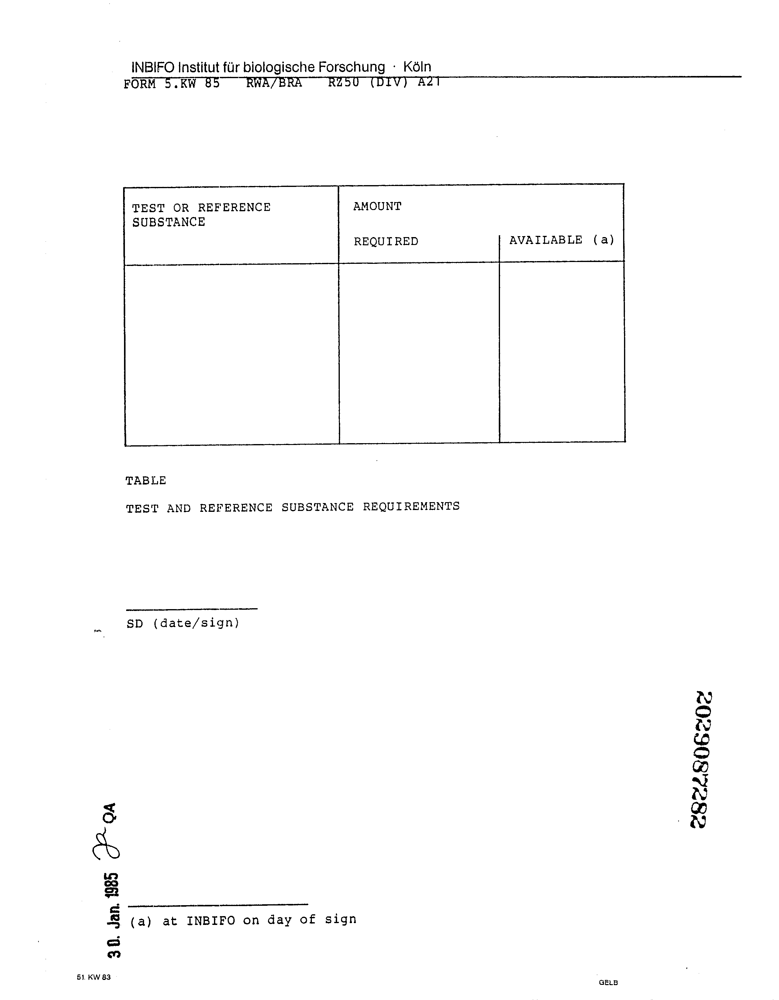 INBIFO Institut für biologische Forschung · Köln
FORM 5.KW 85 RWA/BRA RZ50 (DIV) A21
TEST OR REFERENCE
SUBSTANCE
AMOUNT
REQUIRED
AVAILABLE (a)
TABLE
TEST AND REFERENCE SUBSTANCE REQUIREMENTS
SD (date/sign)
2029087282
30. Jan. 1985 QA
(a) at INBIFO on day of sign
51 KW 83
GELB